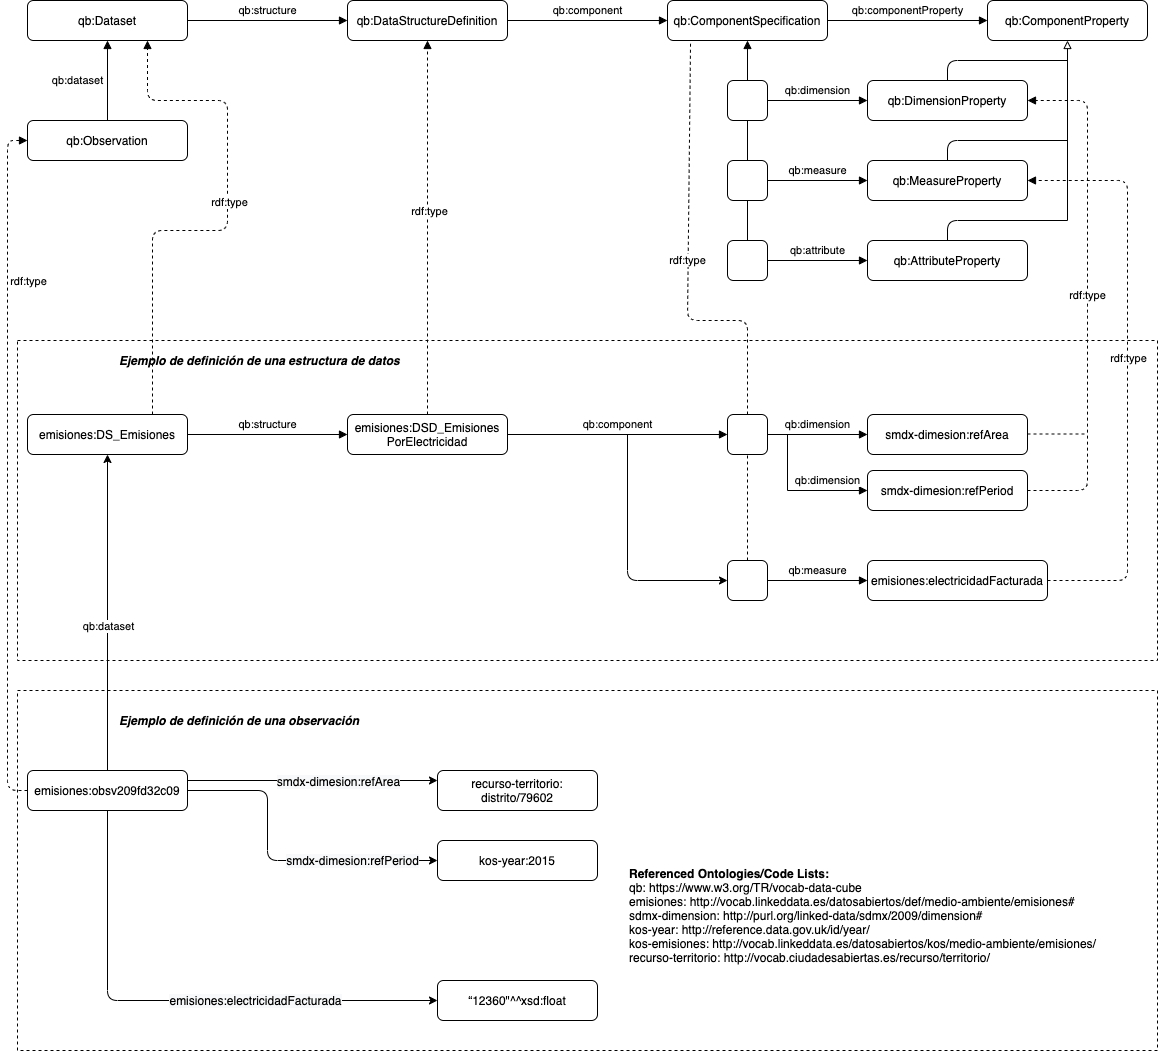 qb:Dataset
qb:structure
qb:DataStructureDefinition
qb:component
qb:ComponentSpecification
qb:componentProperty
qb:ComponentProperty
qb:dataset
qb:dimension
qb:DimensionProperty
qb:Observation
qb:measure
qb:MeasureProperty
rdf:type
rdf:type
qb:attribute
qb:AttributeProperty
rdf:type
rdf:type
rdf:type
rdf:type
Ejemplo de definición de una estructura de datos
emisiones:DS_Emisiones
qb:structure
emisiones:DSD_Emisiones
PorElectricidad
qb:component
qb:dimension
smdx-dimesion:refArea
qb:dimension
smdx-dimesion:refPeriod
qb:measure
emisiones:electricidadFacturada
qb:dataset
Ejemplo de definición de una observación
emisiones:obsv209fd32c09
smdx-dimesion:refArea
recurso-territorio:
distrito/79602
smdx-dimesion:refPeriod
kos-year:2015
Referenced Ontologies/Code Lists:
qb: https://www.w3.org/TR/vocab-data-cube
emisiones: http://vocab.linkeddata.es/datosabiertos/def/medio-ambiente/emisiones#
sdmx-dimension: http://purl.org/linked-data/sdmx/2009/dimension#
kos-year: http://reference.data.gov.uk/id/year/
kos-emisiones: http://vocab.linkeddata.es/datosabiertos/kos/medio-ambiente/emisiones/
recurso-territorio: http://vocab.ciudadesabiertas.es/recurso/territorio/
emisiones:electricidadFacturada
“12360"^^xsd:float